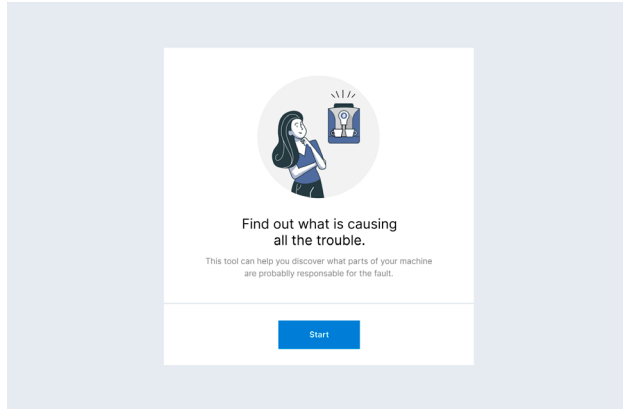 Find out what is causing
all the trouble.
This tool can help you discover what parts of your machine
are probablly responsable for the fault.
Start